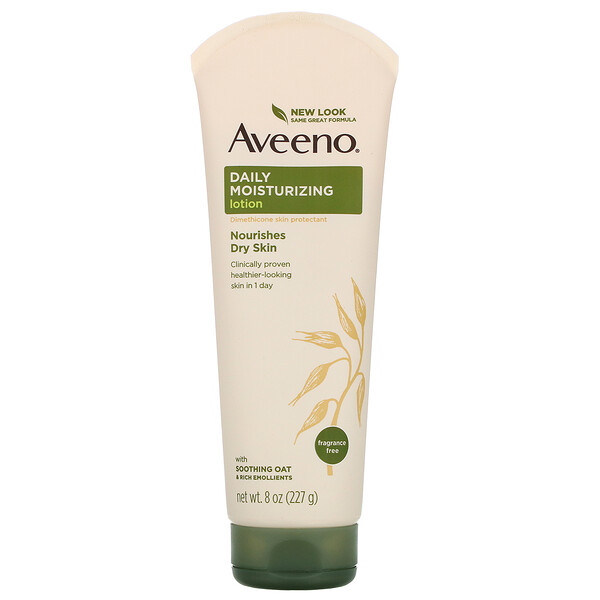 NEW LOOK
SAME GREAT FORMULA
Aveeno®
DAILY
MOISTURIZING
lotion
Dimethicone skin protectant
Nourishes
Dry Skin
Clinically proven
healthier-looking
skin in 1 day
fragrance
free
with
SOOTHING OAT
& RICH EMOLLIENTS
net wt. 8 oz (227 g)